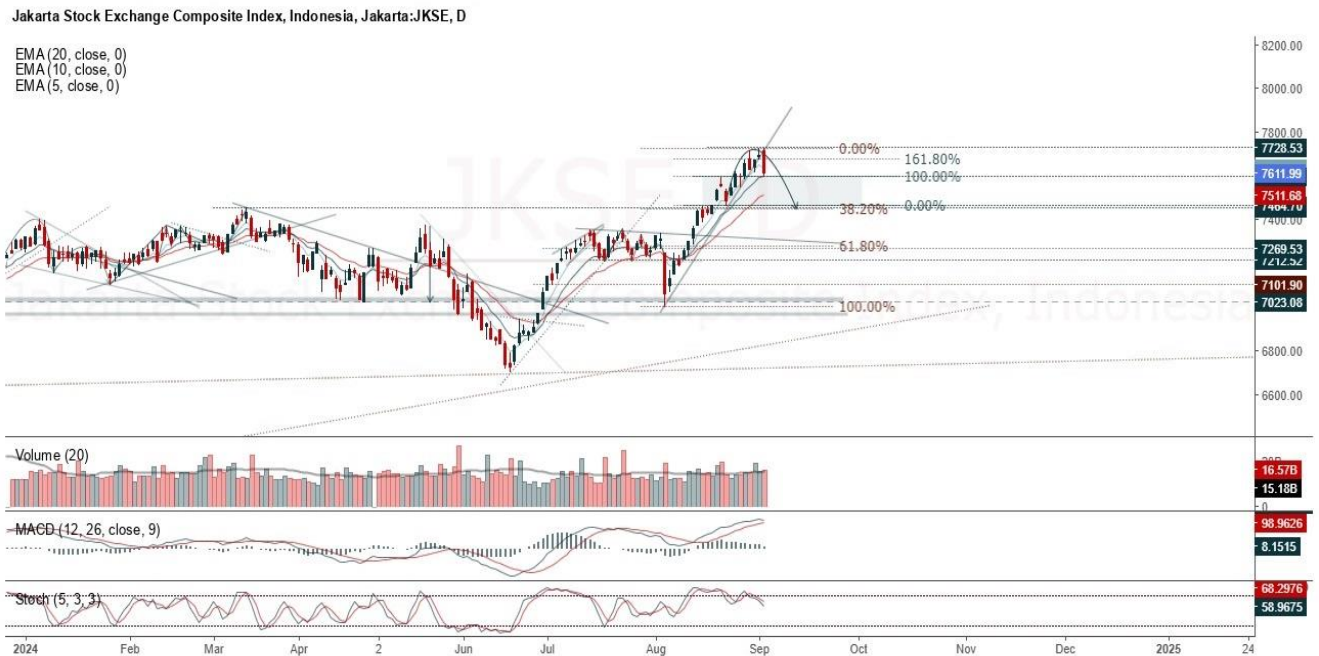 Jakarta Stock Exchange Composite Index, Indonesia, Jakarta:JKSE, D
EMA (20, close, 0)
EMA (10, close, 0)
EMA (5, close, 0)
JKSE, D
8200.00
8000.00
7800.00
0.00%
7728.53
161.80%
100.00%
7611.99
7511.68
38.20%
0.00%
7464.70
7400.00
61.80%
7269.53
7212.52
7101.90
7023.08
100.00%
6800.00
6600.00
Volume (20)
16.57B
15.18B
0
MACD (12, 26, close, 9)
98.9626
8.1515
Stoch (5, 3, 3)
68.2976
58.9675
2024 Feb Mar Apr 2 Jun Jul Aug Sep Oct Nov Dec 2025 24